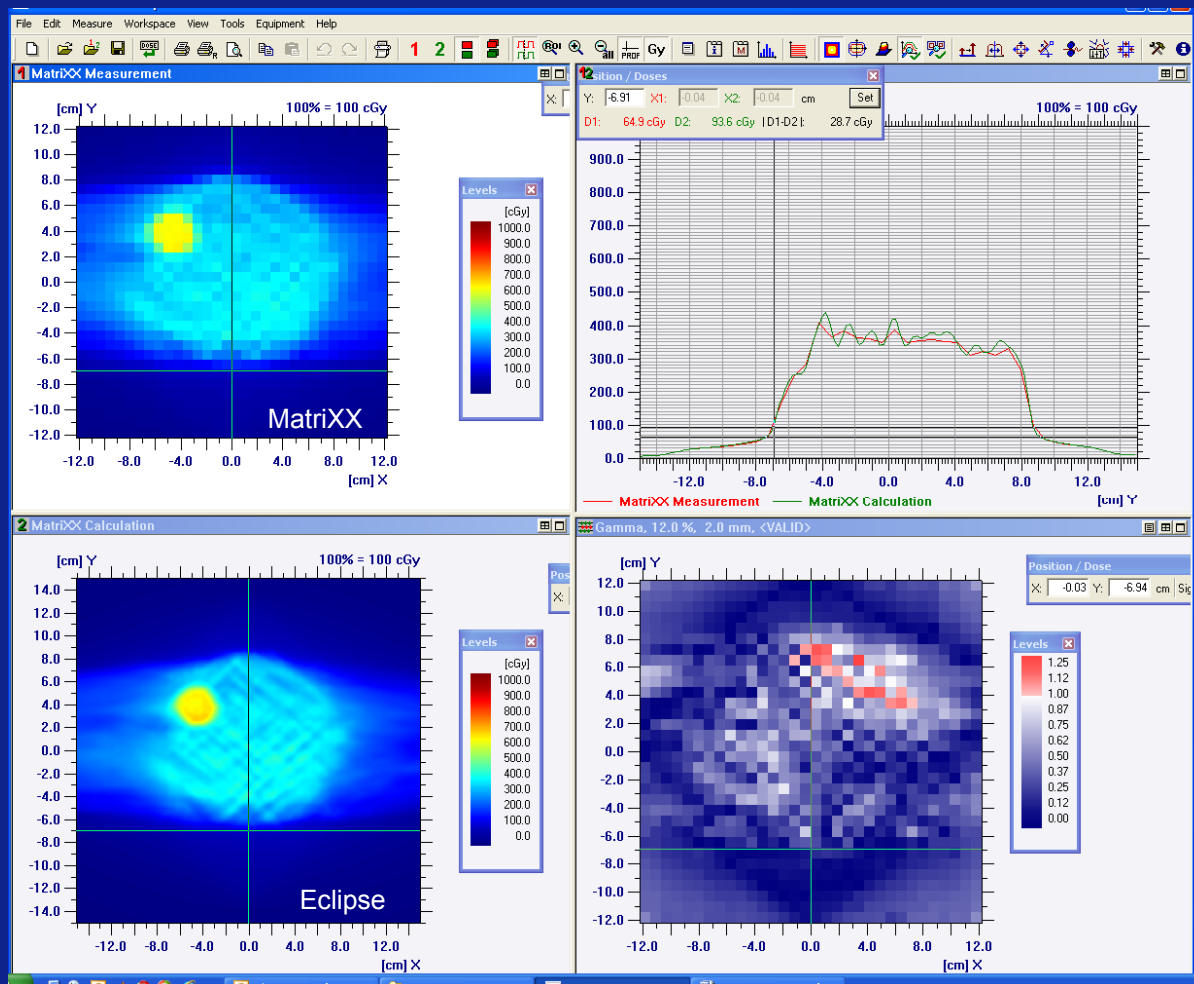 File Edit Measure Workspace View Tools Equipment Help
1 2 ROI all PROF Gy
1 MatriXX Measurement
[cm] Y 100% = 100 cGy
X:
12.0
10.0
8.0
6.0
4.0
2.0
0.0
-2.0
-4.0
-6.0
-8.0
-10.0
-12.0
MatriXX
-12.0 -8.0 -4.0 0.0 4.0 8.0 12.0
[cm] X
Levels
[cGy]
1000.0
900.0
800.0
700.0
600.0
500.0
400.0
300.0
200.0
100.0
0.0
12 sition / Doses
Y: -6.91 X1: -0.04 X2: -0.04 cm Set
D1: 64.9 cGy D2: 93.6 cGy |D1-D2|: 28.7 cGy
100% = 100 cGy
900.0
800.0
700.0
600.0
500.0
400.0
300.0
200.0
100.0
0.0
-12.0 -8.0 -4.0 0.0 4.0 8.0 12.0
MatriXX Measurement MatriXX Calculation
[cm] Y
2 MatriXX Calculation
[cm] Y 100% = 100 cGy
Pos
X:
14.0
12.0
10.0
8.0
6.0
4.0
2.0
0.0
-2.0
-4.0
-6.0
-8.0
-10.0
-12.0
-14.0
Eclipse
-12.0 -8.0 -4.0 0.0 4.0 8.0 12.0
[cm] X
Levels
[cGy]
1000.0
900.0
800.0
700.0
600.0
500.0
400.0
300.0
200.0
100.0
0.0
Gamma, 12.0 %, 2.0 mm, <VALID>
[cm] Y
Position / Dose
X: -0.03 Y: -6.94 cm Sig
12.0
10.0
8.0
6.0
4.0
2.0
0.0
-2.0
-4.0
-6.0
-8.0
-10.0
-12.0
-12.0 -8.0 -4.0 0.0 4.0 8.0 12.0
[cm] X
Levels
1.25
1.12
1.00
0.87
0.75
0.62
0.50
0.37
0.25
0.12
0.00